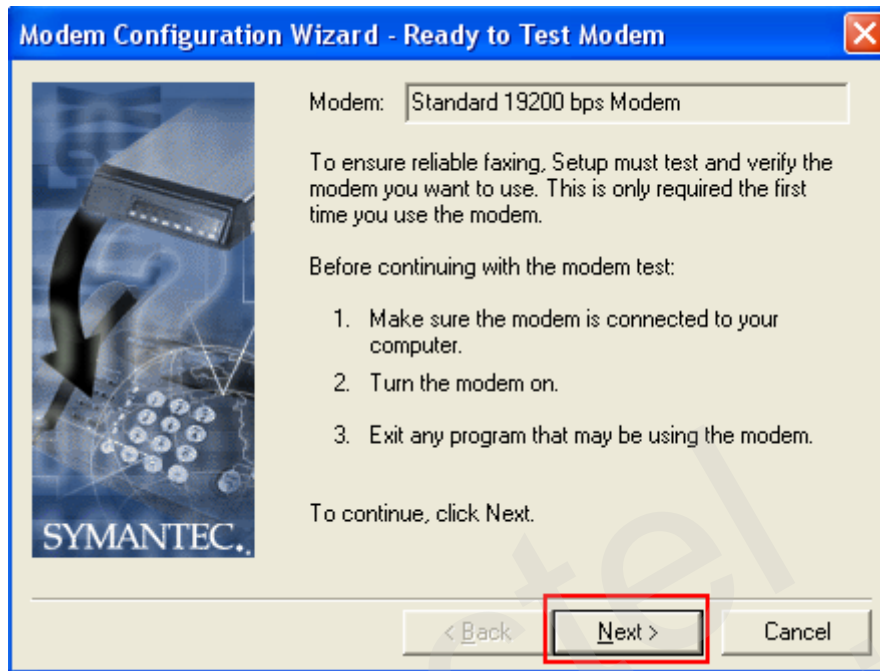 Modem Configuration Wizard - Ready to Test Modem
Modem: Standard 19200 bps Modem
To ensure reliable faxing, Setup must test and verify the
modem you want to use. This is only required the first
time you use the modem.
Before continuing with the modem test:
1. Make sure the modem is connected to your
computer.
2. Turn the modem on.
3. Exit any program that may be using the modem.
To continue, click Next.
SYMANTEC.
< Back Next > Cancel